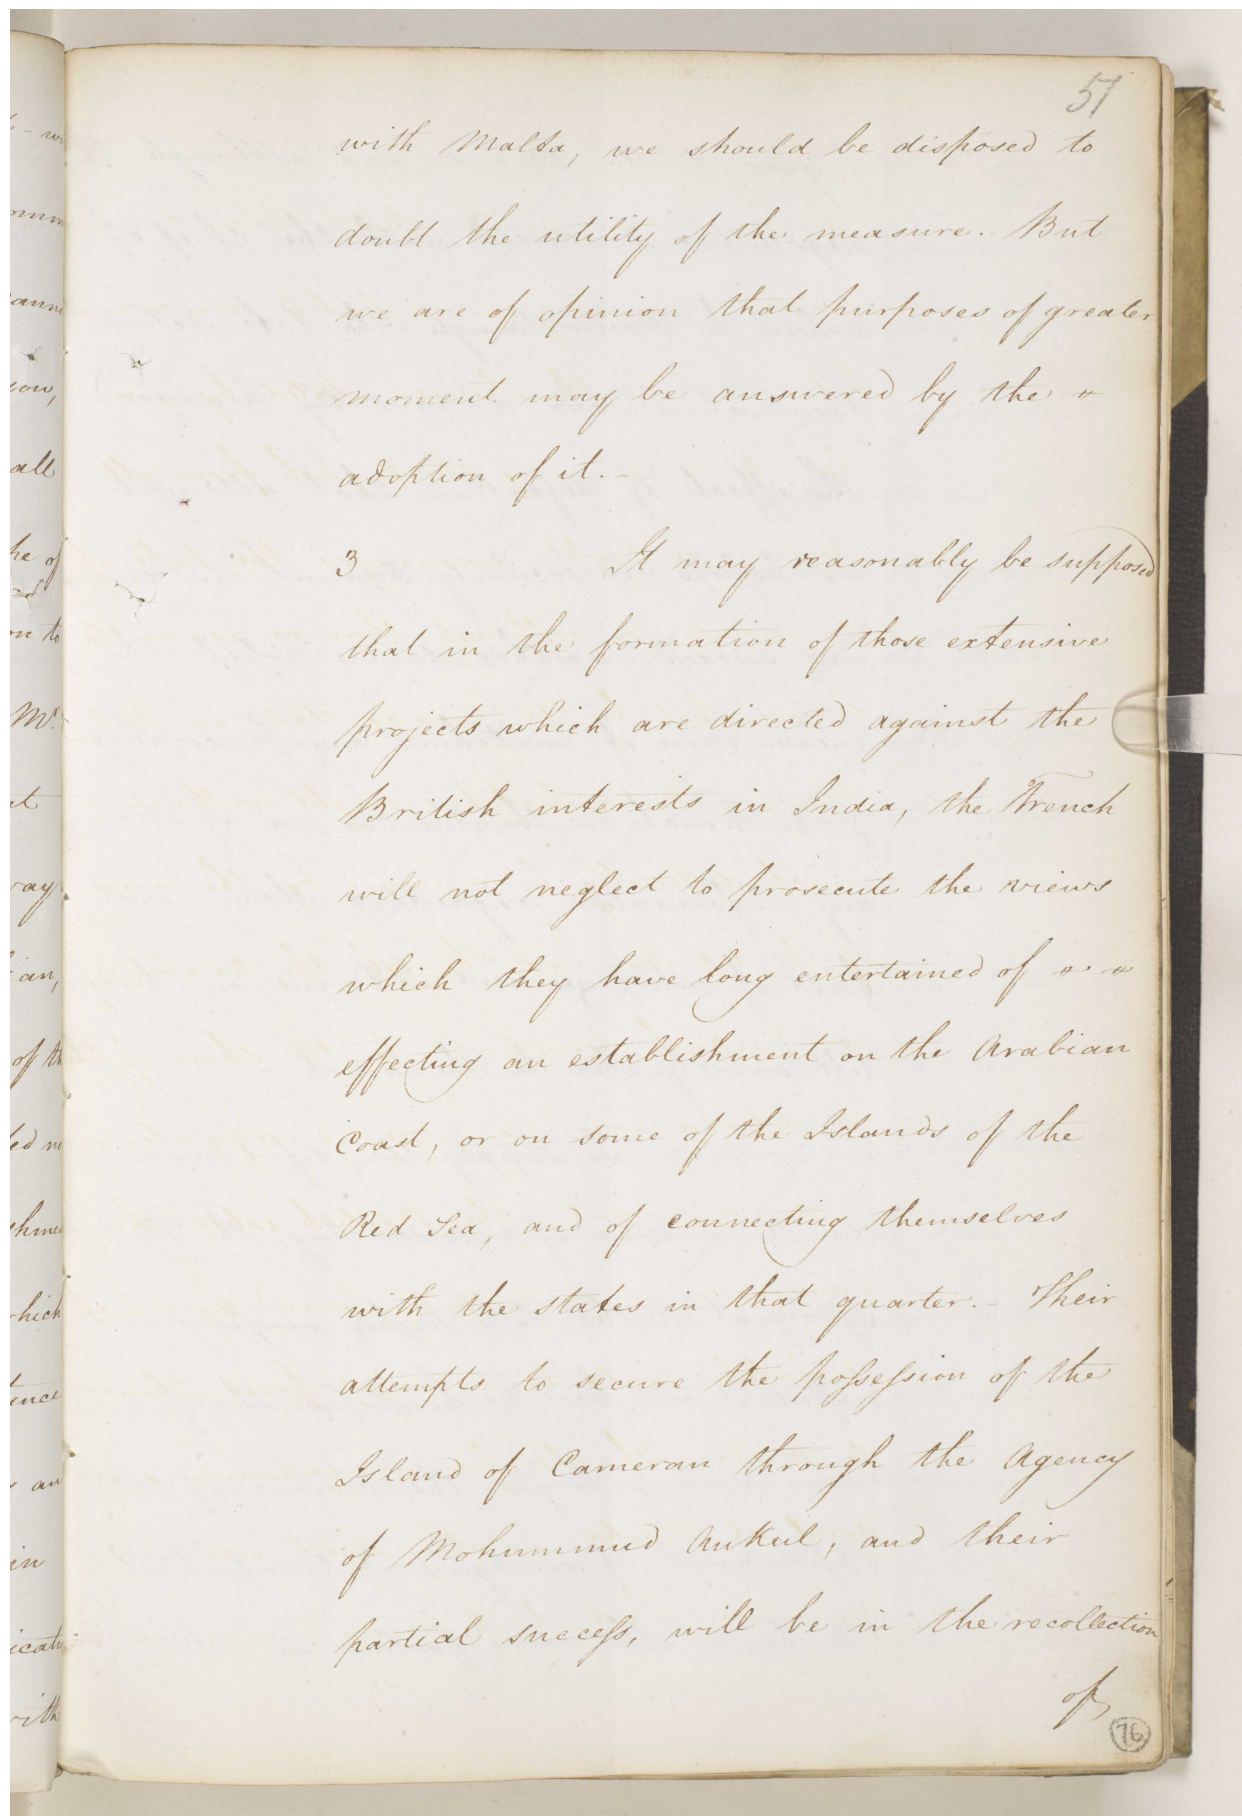 51
with Malta, we should be disposed to
doubt the utility of the measure. But
we are of opinion that purposes of greater
moment may be answered by the "
adoption of it. -
3 It may reasonably be supposed
that in the formation of those extensive
projects which are directed against the
British interests in India, the French
will not neglect to prosecute the views
which they have long entertained of " "
effecting an establishment on the Arabian
Coast, or on some of the Islands of the
Red Sea, and of connecting themselves
with the states in that quarter. - Their
attempts to secure the poſseſsion of the
Island of Cameran through the Agency
of Mohummud Aukul, and their
partial succeſs, will be in the recollection
of
76